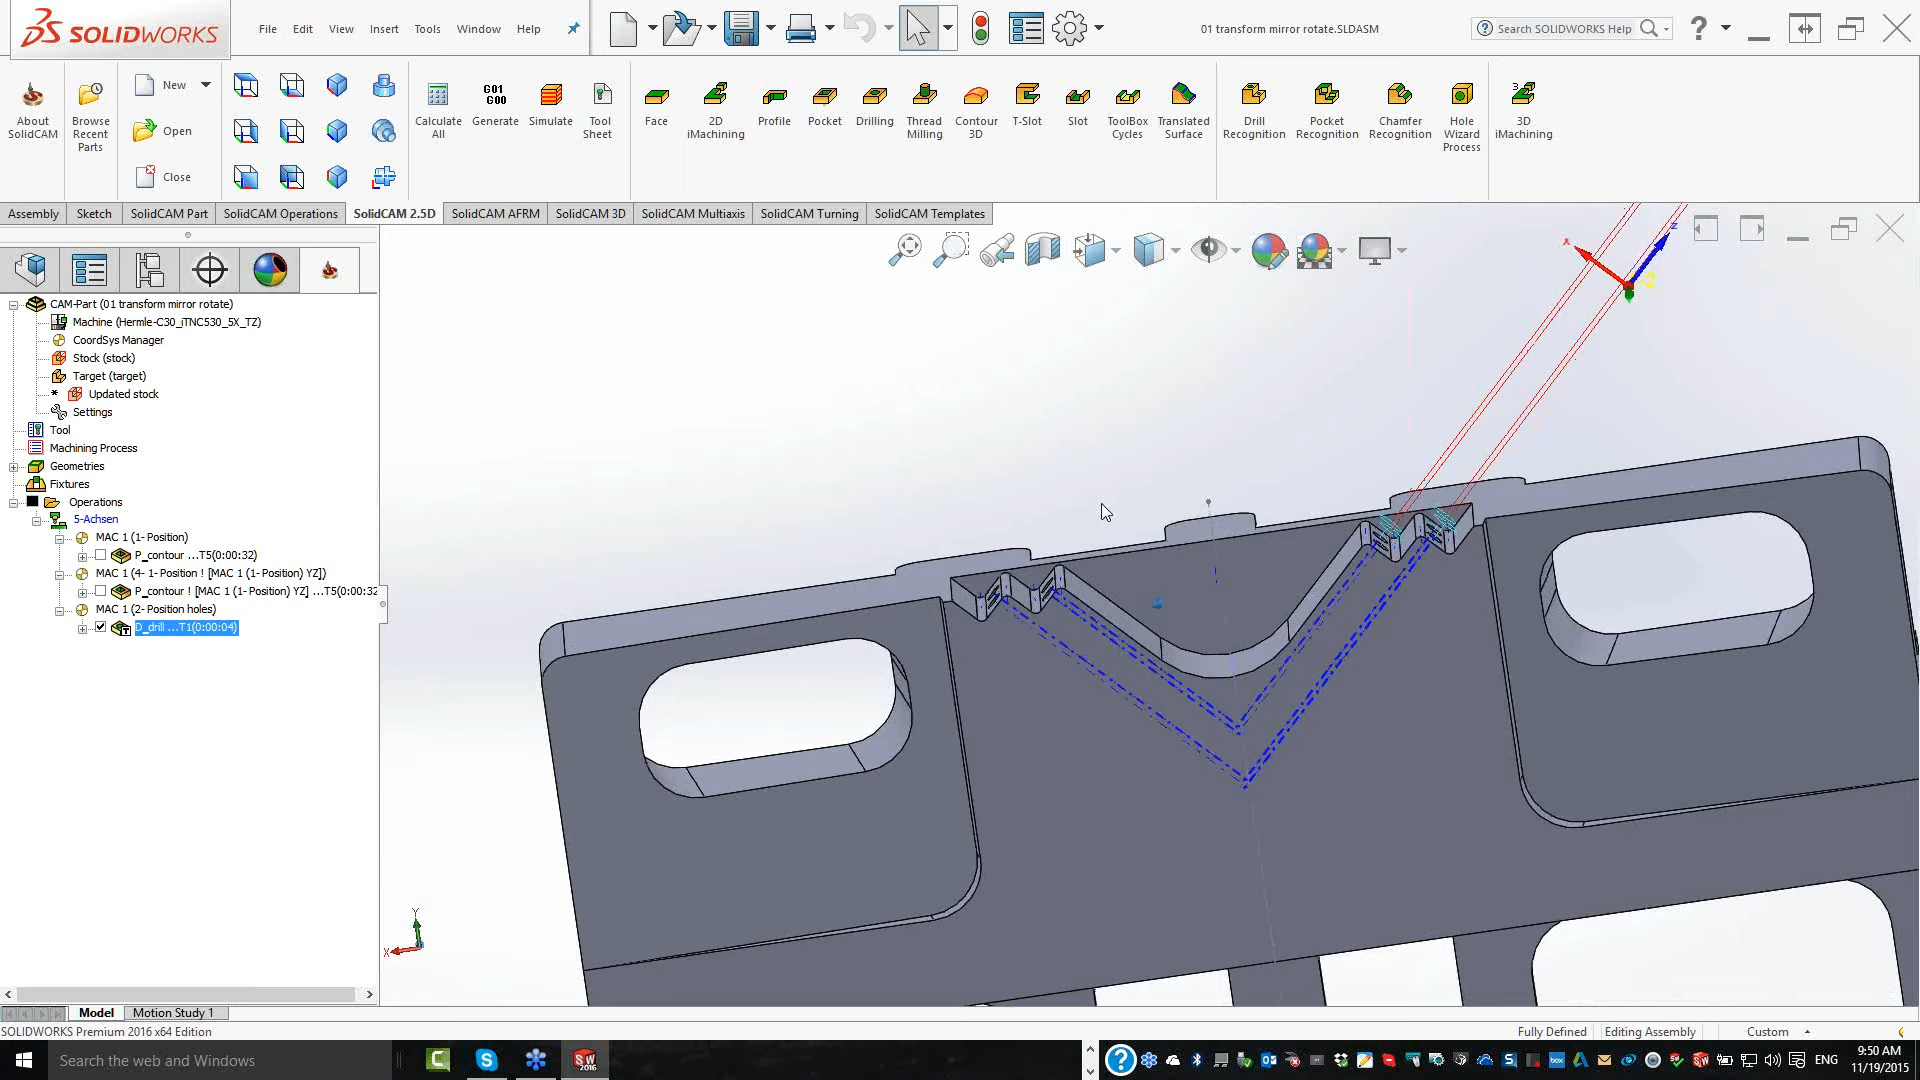 SOLIDWORKS
File Edit View Insert Tools Window Help
01 transform mirror rotate.SLDASM
Search SOLIDWORKS Help
About SolidCAM
Browse Recent Parts
New
Open
Close
Calculate All
G01 G00
Generate
Simulate
Tool Sheet
Face
2D iMachining
Profile
Pocket
Drilling
Thread Milling
Contour 3D
T-Slot
Slot
ToolBox Cycles
Translated Surface
Drill Recognition
Pocket Recognition
Chamfer Recognition
Hole Wizard Process
3D iMachining
Assembly Sketch SolidCAM Part SolidCAM Operations SolidCAM 2.5D SolidCAM AFRM SolidCAM 3D SolidCAM Multiaxis SolidCAM Turning SolidCAM Templates
CAM-Part (01 transform mirror rotate)
Machine (Hermle-C30_iTNC530_5X_TZ)
CoordSys Manager
Stock (stock)
Target (target)
* Updated stock
Settings
Tool
Machining Process
Geometries
Fixtures
Operations
5-Achsen
MAC 1 (1- Position)
P_contour ...T5(0:00:32)
MAC 1 (4- 1- Position ! [MAC 1 (1- Position) YZ])
P_contour ! [MAC 1 (1- Position) YZ] ...T5(0:00:32
MAC 1 (2- Position holes)
D_drill ...T1(0:00:04)
X
Z
Y
X
Model Motion Study 1
SOLIDWORKS Premium 2016 x64 Edition
Fully Defined Editing Assembly Custom
Search the web and Windows
SW 2016
ENG
9:50 AM
11/19/2015